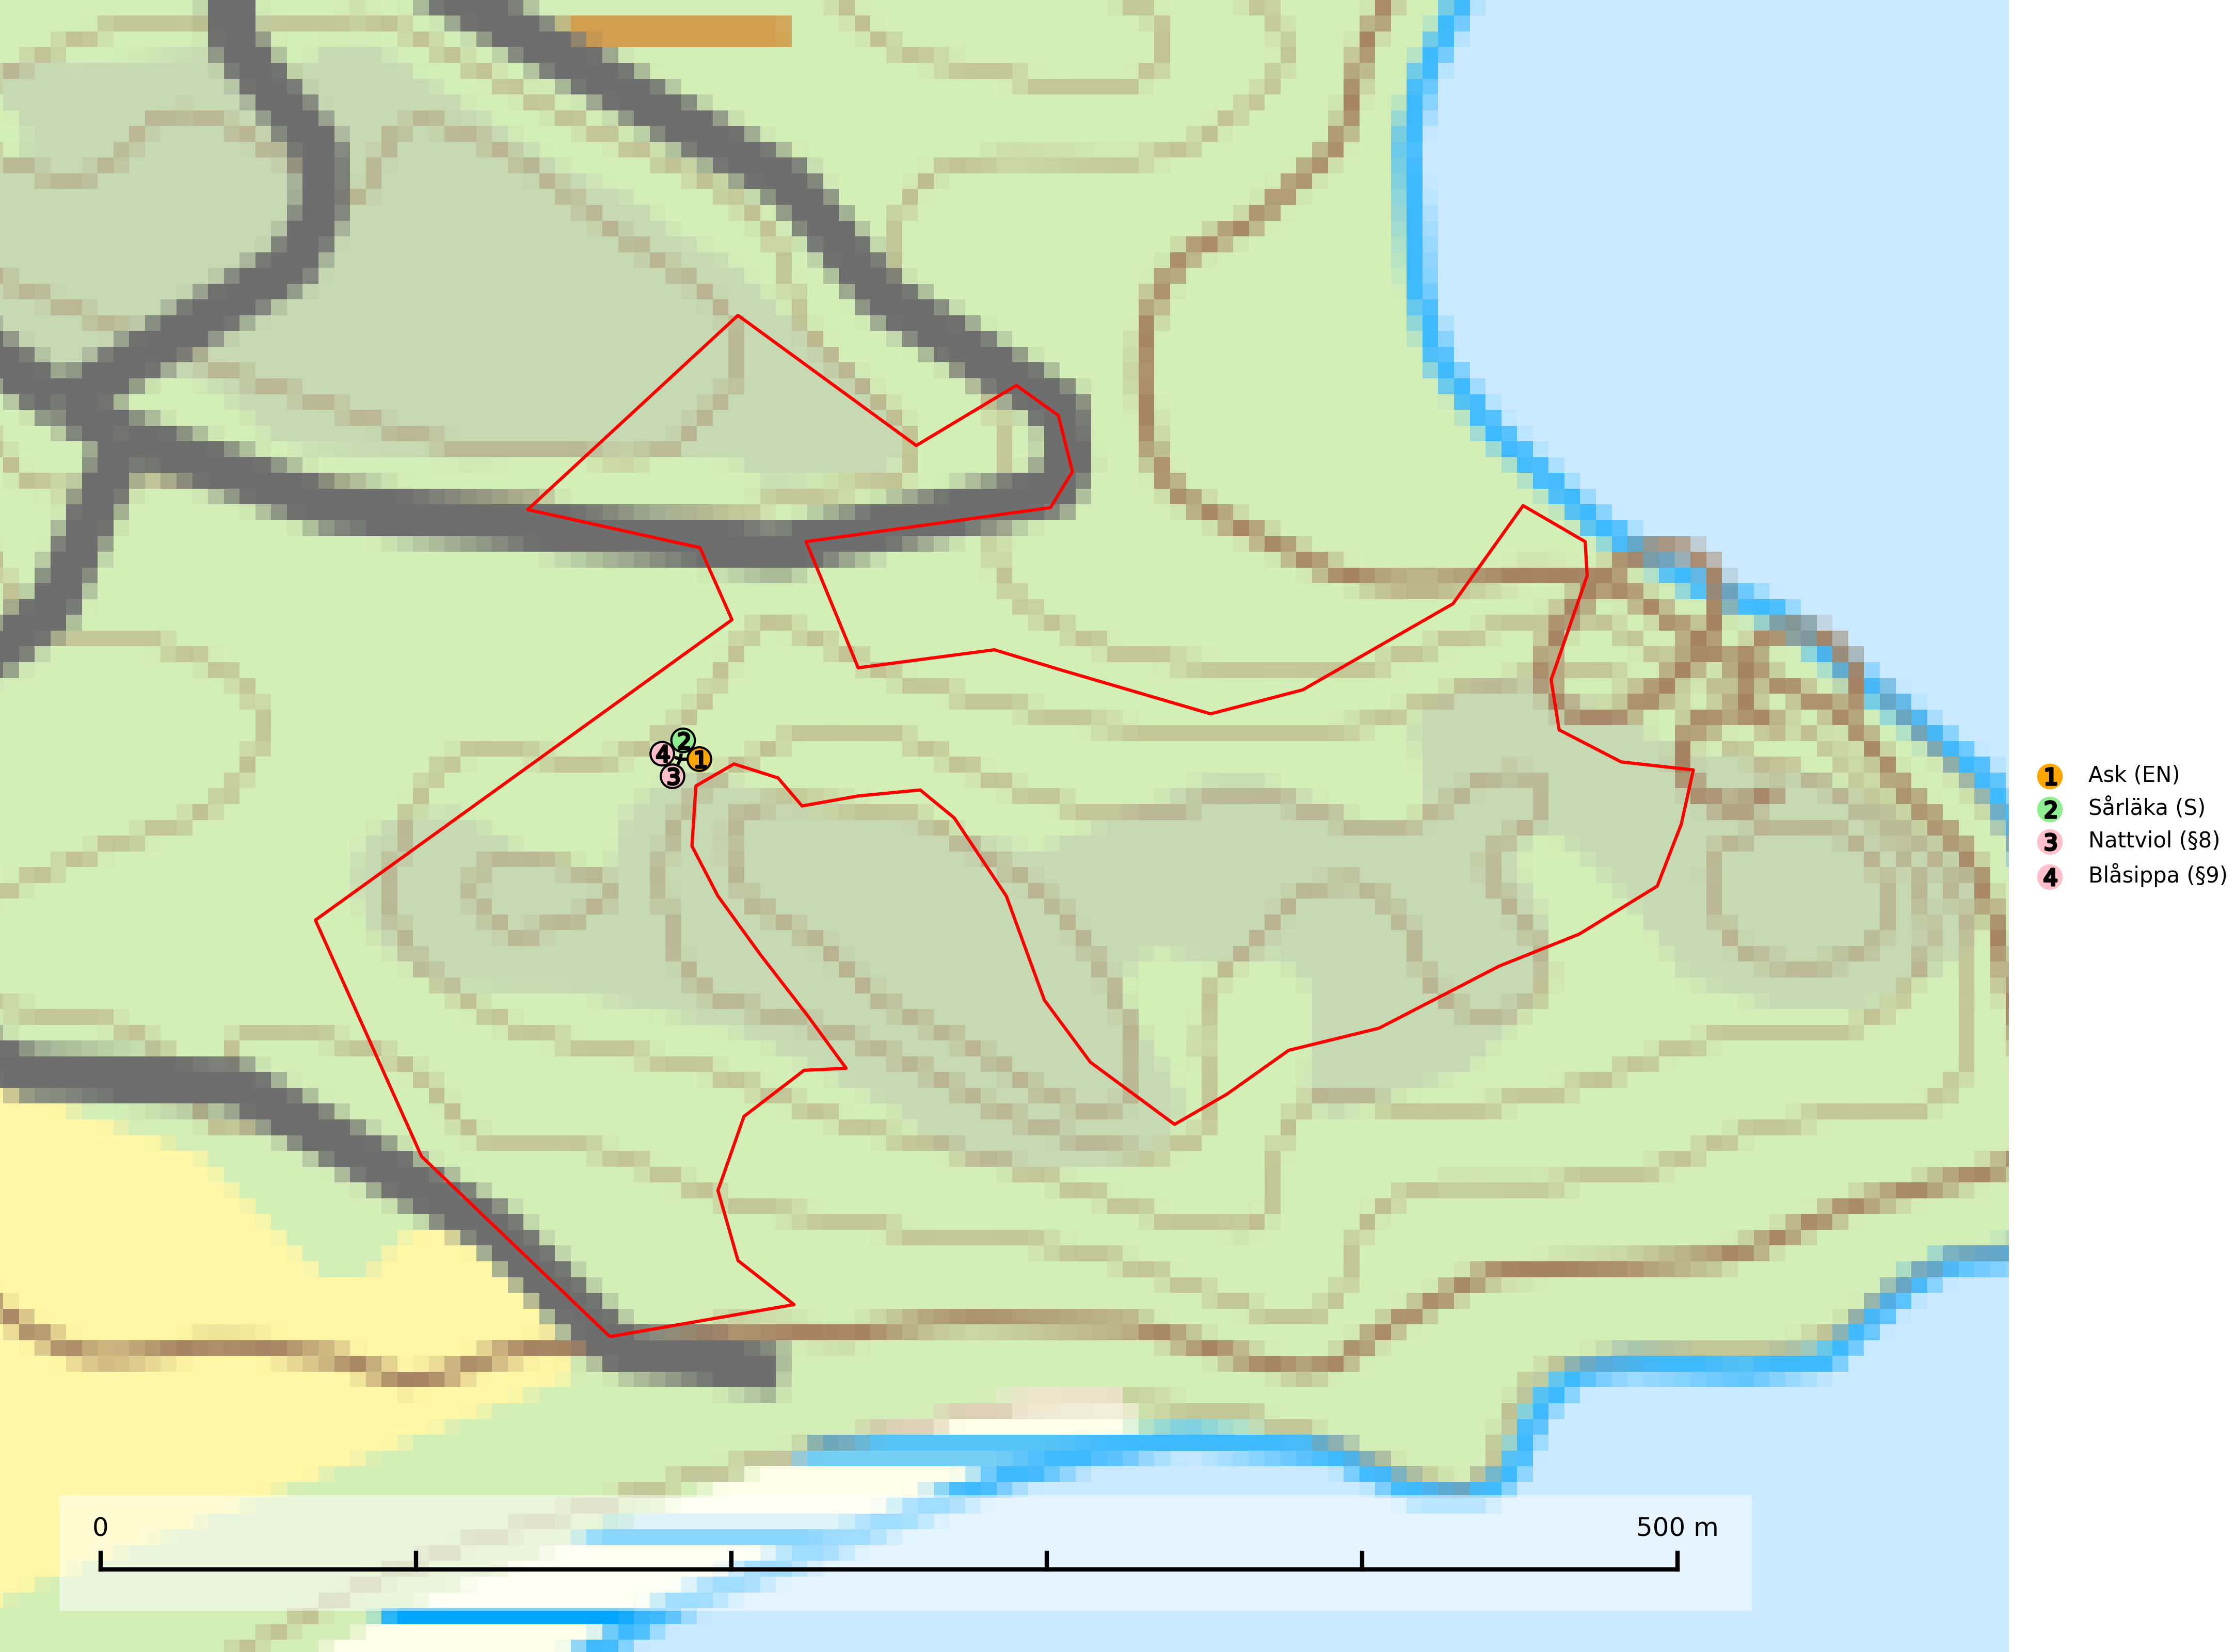 2
4 1
3
1 Ask (EN)
2 Sårläka (S)
3 Nattviol (§8)
4 Blåsippa (§9)
0 500 m